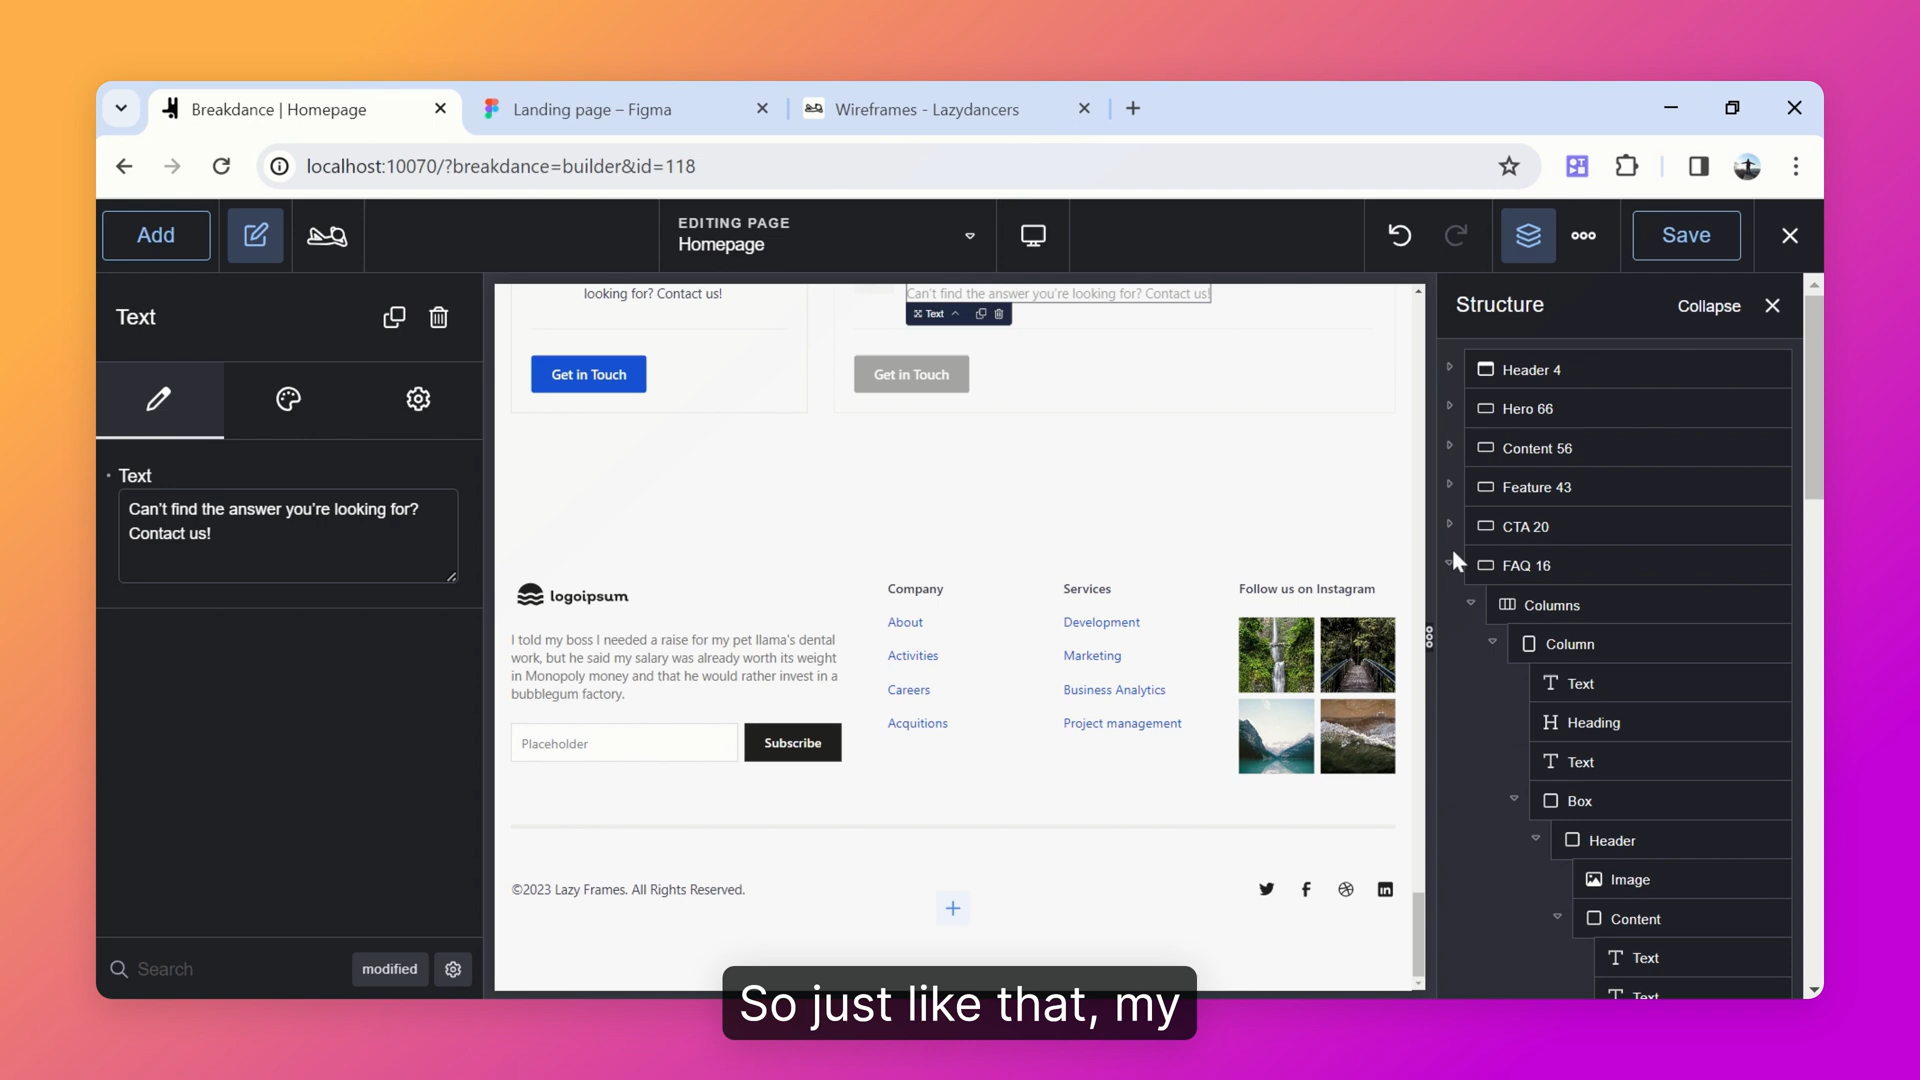 Breakdance | Homepage
Landing page – Figma
Wireframes - Lazydancers
localhost:10070/?breakdance=builder&id=118
Add
EDITING PAGE
Homepage
Save
Text
Text
Can't find the answer you're looking for?
Contact us!
Search
modified
looking for? Contact us!
Get in Touch
Can't find the answer you're looking for? Contact us!
Text
Get in Touch
logoipsum
I told my boss I needed a raise for my pet llama's dental
work, but he said my salary was already worth its weight
in Monopoly money and that he would rather invest in a
bubblegum factory.
Placeholder
Subscribe
Company
About
Activities
Careers
Acquitions
Services
Development
Marketing
Business Analytics
Project management
Follow us on Instagram
©2023 Lazy Frames. All Rights Reserved.
Structure
Collapse
Header 4
Hero 66
Content 56
Feature 43
CTA 20
FAQ 16
Columns
Column
Text
Heading
Text
Box
Header
Image
Content
Text
Text
So just like that, my